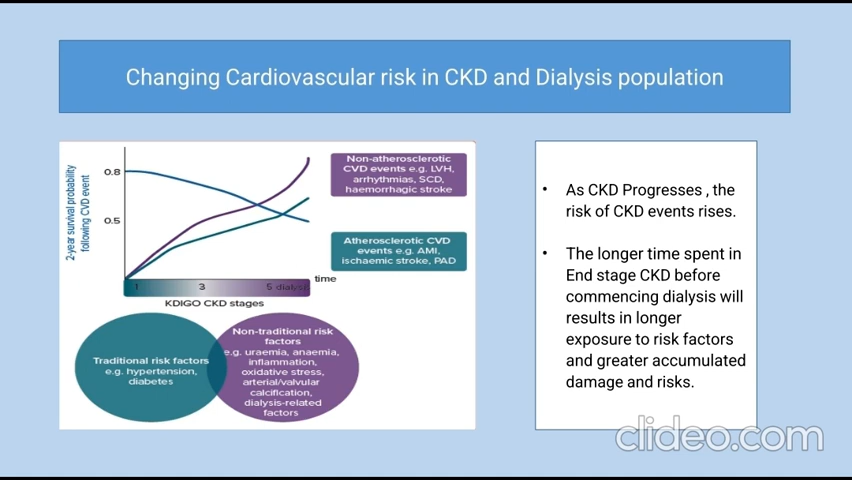 Changing Cardiovascular risk in CKD and Dialysis population
2-year survival probability
following CVD event
0.8
0.5
Non-atherosclerotic
CVD events e.g. LVH,
arrhythmias, SCD,
haemorrhagic stroke
Atherosclerotic CVD
events e.g. AMI,
ischaemic stroke, PAD
time
1 3 5 dialysis
KDIGO CKD stages
Traditional risk factors
e.g. hypertension,
diabetes
Non-traditional risk
factors
e.g. uraemia, anaemia,
inflammation,
oxidative stress,
arterial/valvular
calcification,
dialysis-related
factors
• As CKD Progresses , the
risk of CKD events rises.
• The longer time spent in
End stage CKD before
commencing dialysis will
results in longer
exposure to risk factors
and greater accumulated
damage and risks.
clideo.com